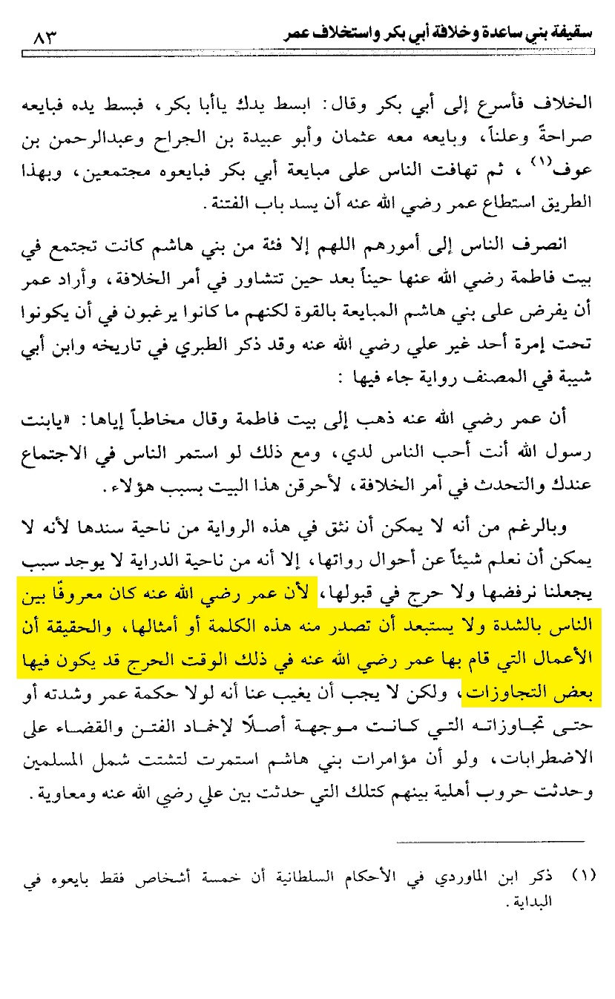 سقيفة بني ساعدة وخلافة أبي بكر واستخلاف عمر
٨٣
الخلاف فأسرع إلى أبي بكر وقال: ابسط يدك ياأبا بكر، فبسط يده فبايعه
صراحةً وعلناً، وبايعه معه عثمان وأبو عبيدة بن الجراح وعبدالرحمن بن
عوف(١)، ثم تهافت الناس على مبايعة أبي بكر فبايعوه مجتمعين، وبهذا
الطريق استطاع عمر رضي الله عنه أن يسد باب الفتنة.
انصرف الناس إلى أمورهم اللهم إلا فئة من بني هاشم كانت تجتمع في
بيت فاطمة رضي الله عنها حيناً بعد حين تتشاور في أمر الخلافة، وأراد عمر
أن يفرض على بني هاشم المبايعة بالقوة لكنهم ما كانوا يرغبون في أن يكونوا
تحت إمرة أحد غير علي رضي الله عنه وقد ذكر الطبري في تاريخه وابن أبي
شيبة في المصنف رواية جاء فيها :
أن عمر رضي الله عنه ذهب إلى بيت فاطمة وقال مخاطباً إياها: «يابنت
رسول الله أنت أحب الناس لدي، ومع ذلك لو استمر الناس في الاجتماع
عندك والتحدث في أمر الخلافة، لأحرقن هذا البيت بسبب هؤلاء.
وبالرغم من أنه لا يمكن أن نثق في هذه الرواية من ناحية سندها لأنه لا
يمكن أن نعلم شيئاً عن أحوال رواتها، إلا أنه من ناحية الدراية لا يوجد سبب
يجعلنا نرفضها ولا حرج في قبولها، لأن عمر رضي الله عنه كان معروفًا بين
الناس بالشدة ولا يستبعد أن تصدر منه هذه الكلمة أو أمثالها، والحقيقة أن
الأعمال التي قام بها عمر رضي الله عنه في ذلك الوقت الحرج قد يكون فيها
بعض التجاوزات، ولكن لا يجب أن يغيب عنا أنه لولا حكمة عمر وشدته أو
حتى تجاوزاته التي كانت موجهة أصلًا لإخماد الفتن والقضاء على
الاضطرابات، ولو أن مؤامرات بني هاشم استمرت لتشتت شمل المسلمين
وحدثت حروب أهلية بينهم كتلك التي حدثت بين علي رضي الله عنه ومعاوية.
(١) ذكر ابن الماوردي في الأحكام السلطانية أن خمسة أشخاص فقط بايعوه في
البداية.